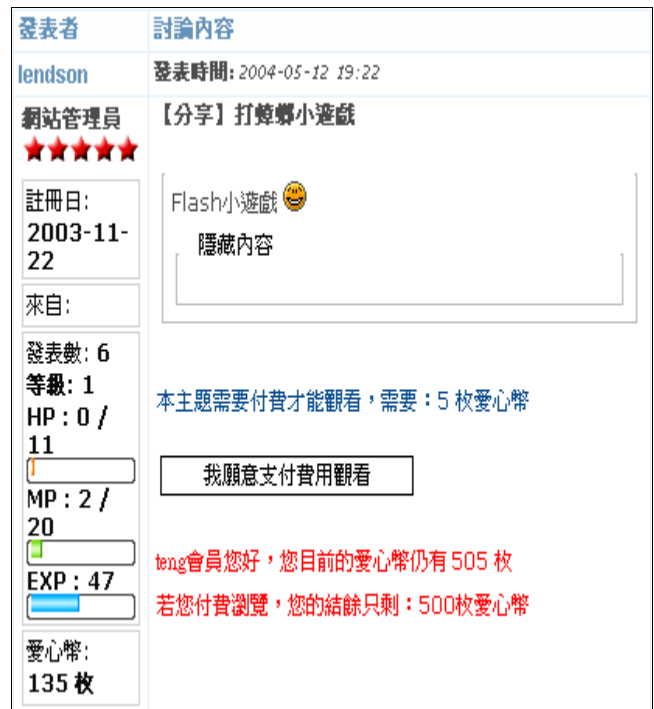 發表者
討論內容
lendson
發表時間: 2004-05-12 19:22
網站管理員
【分享】打蟑螂小遊戲
註冊日:
2003-11-
22
來自:
發表數: 6
等級: 1
HP : 0 /
11
MP : 2 /
20
EXP : 47
愛心幣:
135 枚
Flash小遊戲
隱藏內容
本主題需要付費才能觀看，需要：5 枚愛心幣
我願意支付費用觀看
teng會員您好，您目前的愛心幣仍有 505 枚
若您付費瀏覽，您的結餘只剩：500枚愛心幣